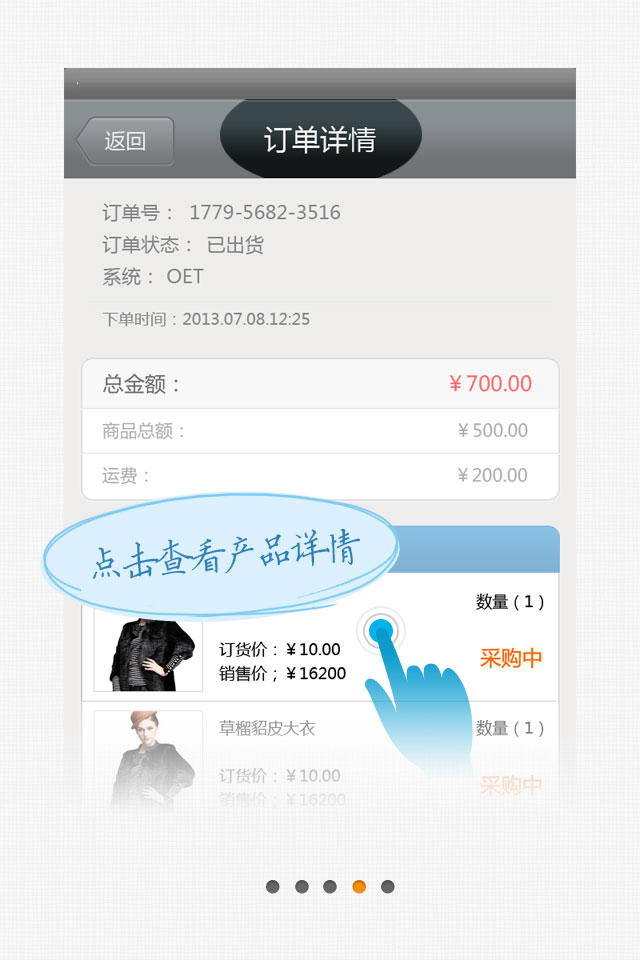 返回
订单详情
订单号： 1779-5682-3516
订单状态： 已出货
系统： OET
下单时间：2013.07.08.12:25
总金额： ￥700.00
商品总额： ￥500.00
运费： ￥200.00
点击查看产品详情
数量（1）
订货价：￥10.00
销售价；￥16200
采购中
草榴貂皮大衣
数量（1）
订货价：￥10.00
销售价：￥16200
采购中